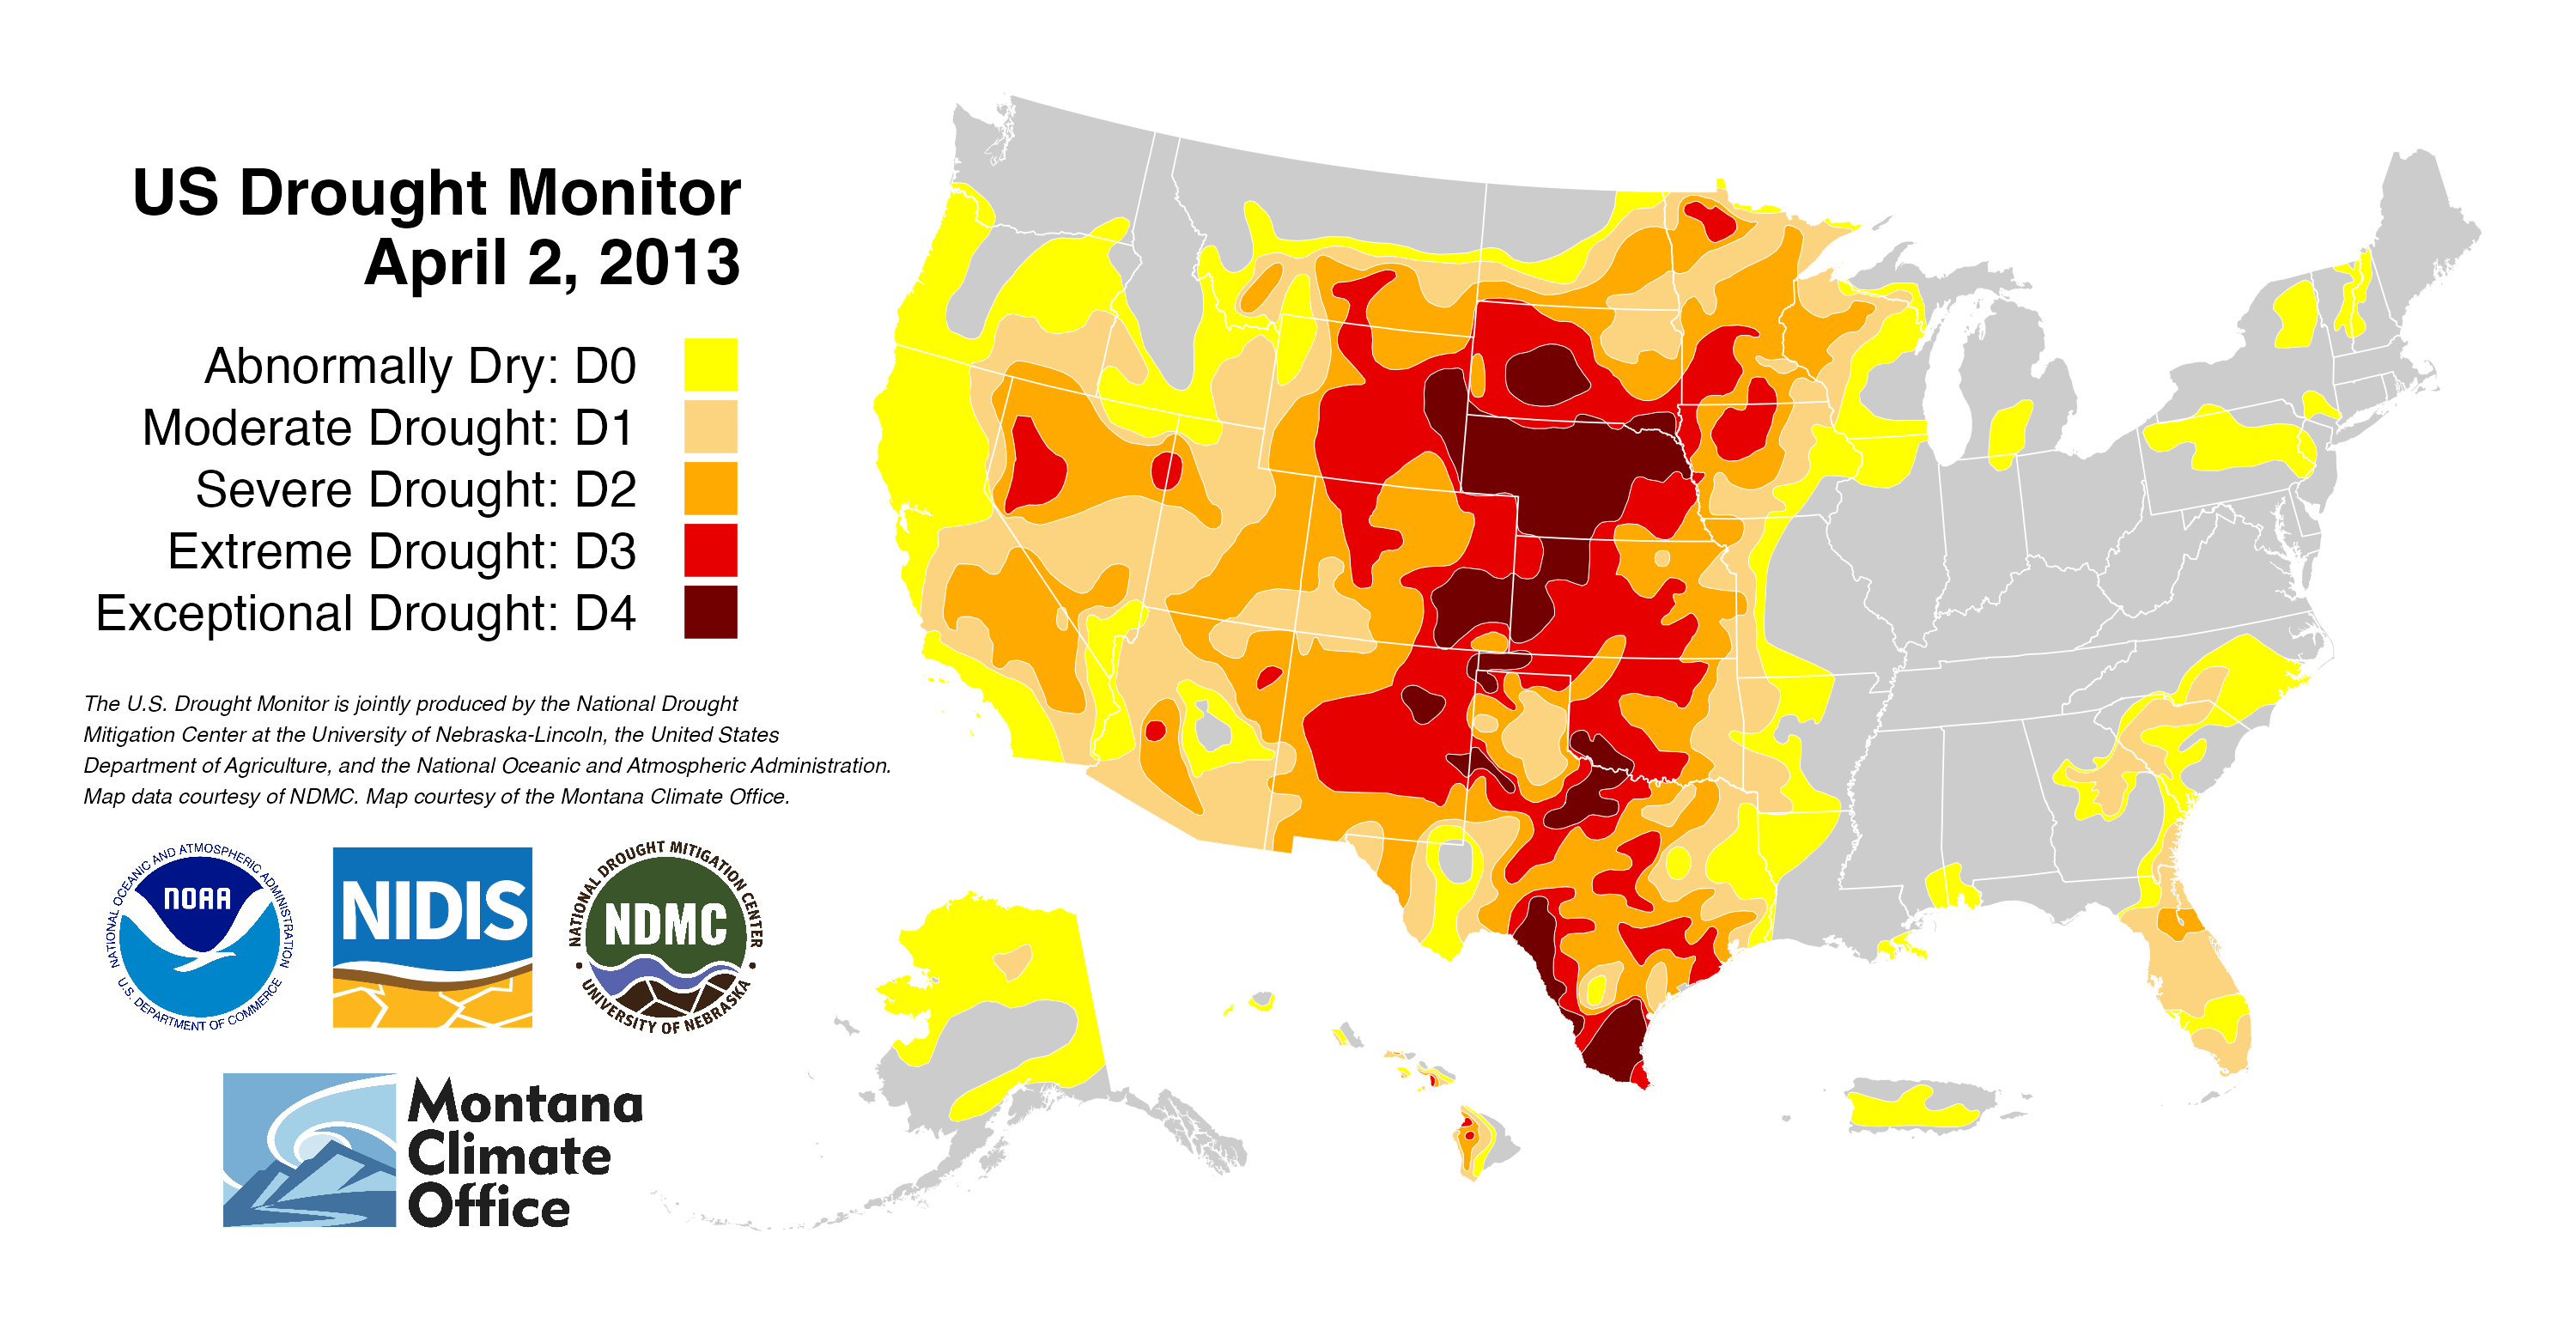 US Drought Monitor
April 2, 2013
Abnormally Dry: D0
Moderate Drought: D1
Severe Drought: D2
Extreme Drought: D3
Exceptional Drought: D4
The U.S. Drought Monitor is jointly produced by the National Drought
Mitigation Center at the University of Nebraska-Lincoln, the United States
Department of Agriculture, and the National Oceanic and Atmospheric Administration.
Map data courtesy of NDMC. Map courtesy of the Montana Climate Office.
NATIONAL OCEANIC AND ATMOSPHERIC ADMINISTRATION
NOAA
U.S. DEPARTMENT OF COMMERCE
NIDIS
NATIONAL DROUGHT MITIGATION CENTER
NDMC
UNIVERSITY OF NEBRASKA
Montana
Climate
Office